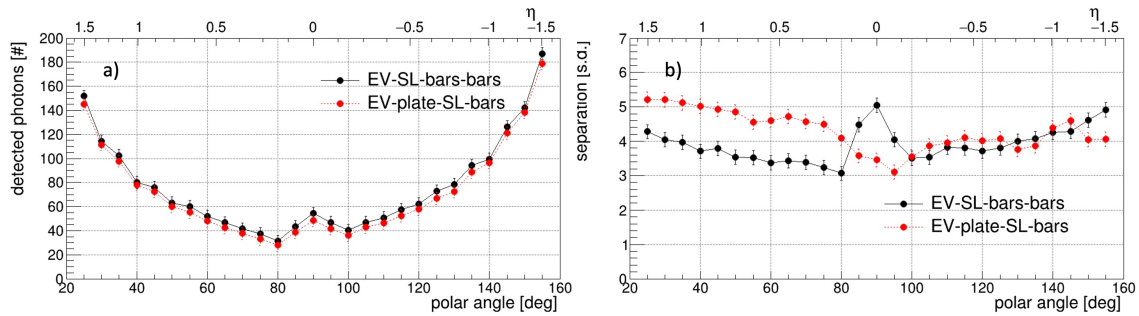 η
1.5 1 0.5 0 −0.5 −1 −1.5
detected photons [#]
200
180
160
140
120
100
80
60
40
20
0
a)
EV-SL-bars-bars
EV-plate-SL-bars
20 40 60 80 100 120 140 160
polar angle [deg]
η
1.5 1 0.5 0 −0.5 −1 −1.5
separation [s.d.]
7
6
5
4
3
2
1
0
b)
EV-SL-bars-bars
EV-plate-SL-bars
20 40 60 80 100 120 140 160
polar angle [deg]